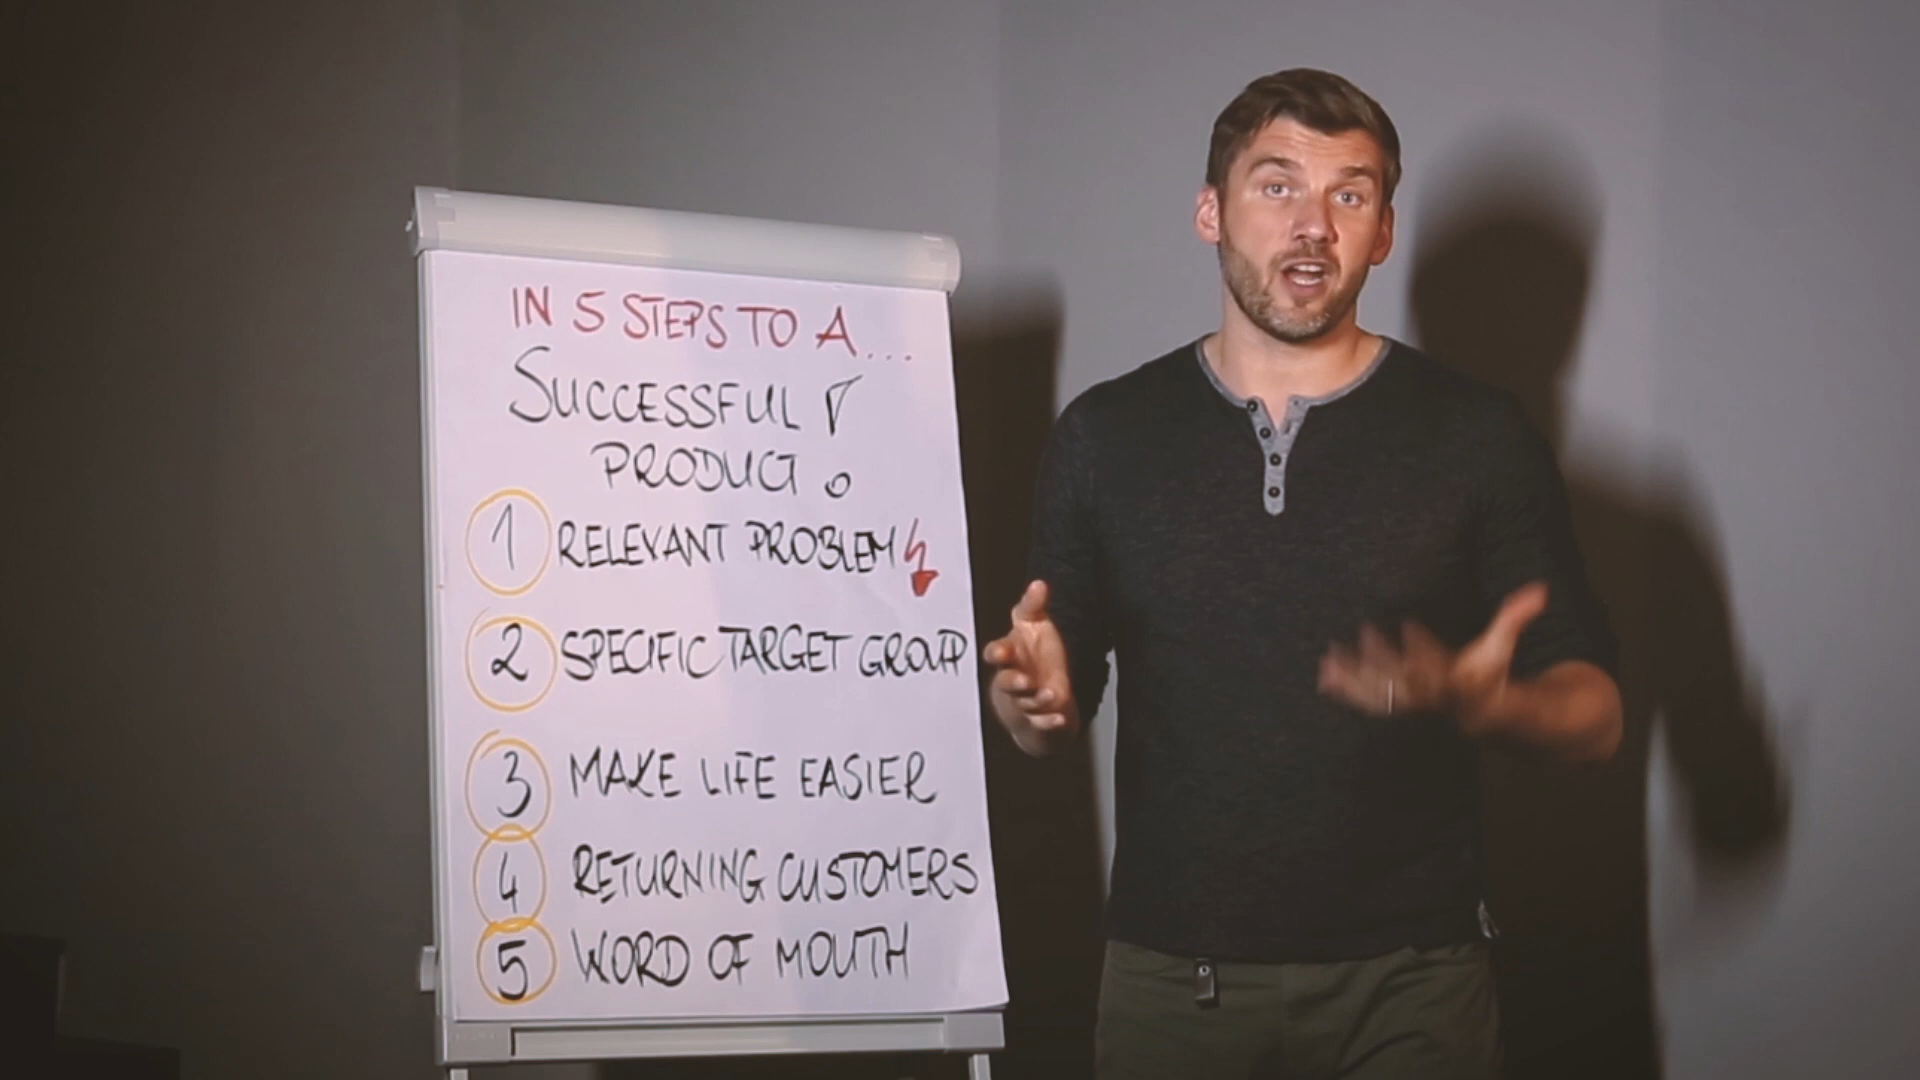 IN 5 STEPS TO A...
SUCCESSFUL
PRODUCT!
1 RELEVANT PROBLEM
2 SPECIFIC TARGET GROUP
3 MAKE LIFE EASIER
4 RETURNING CUSTOMERS
5 WORD OF MOUTH